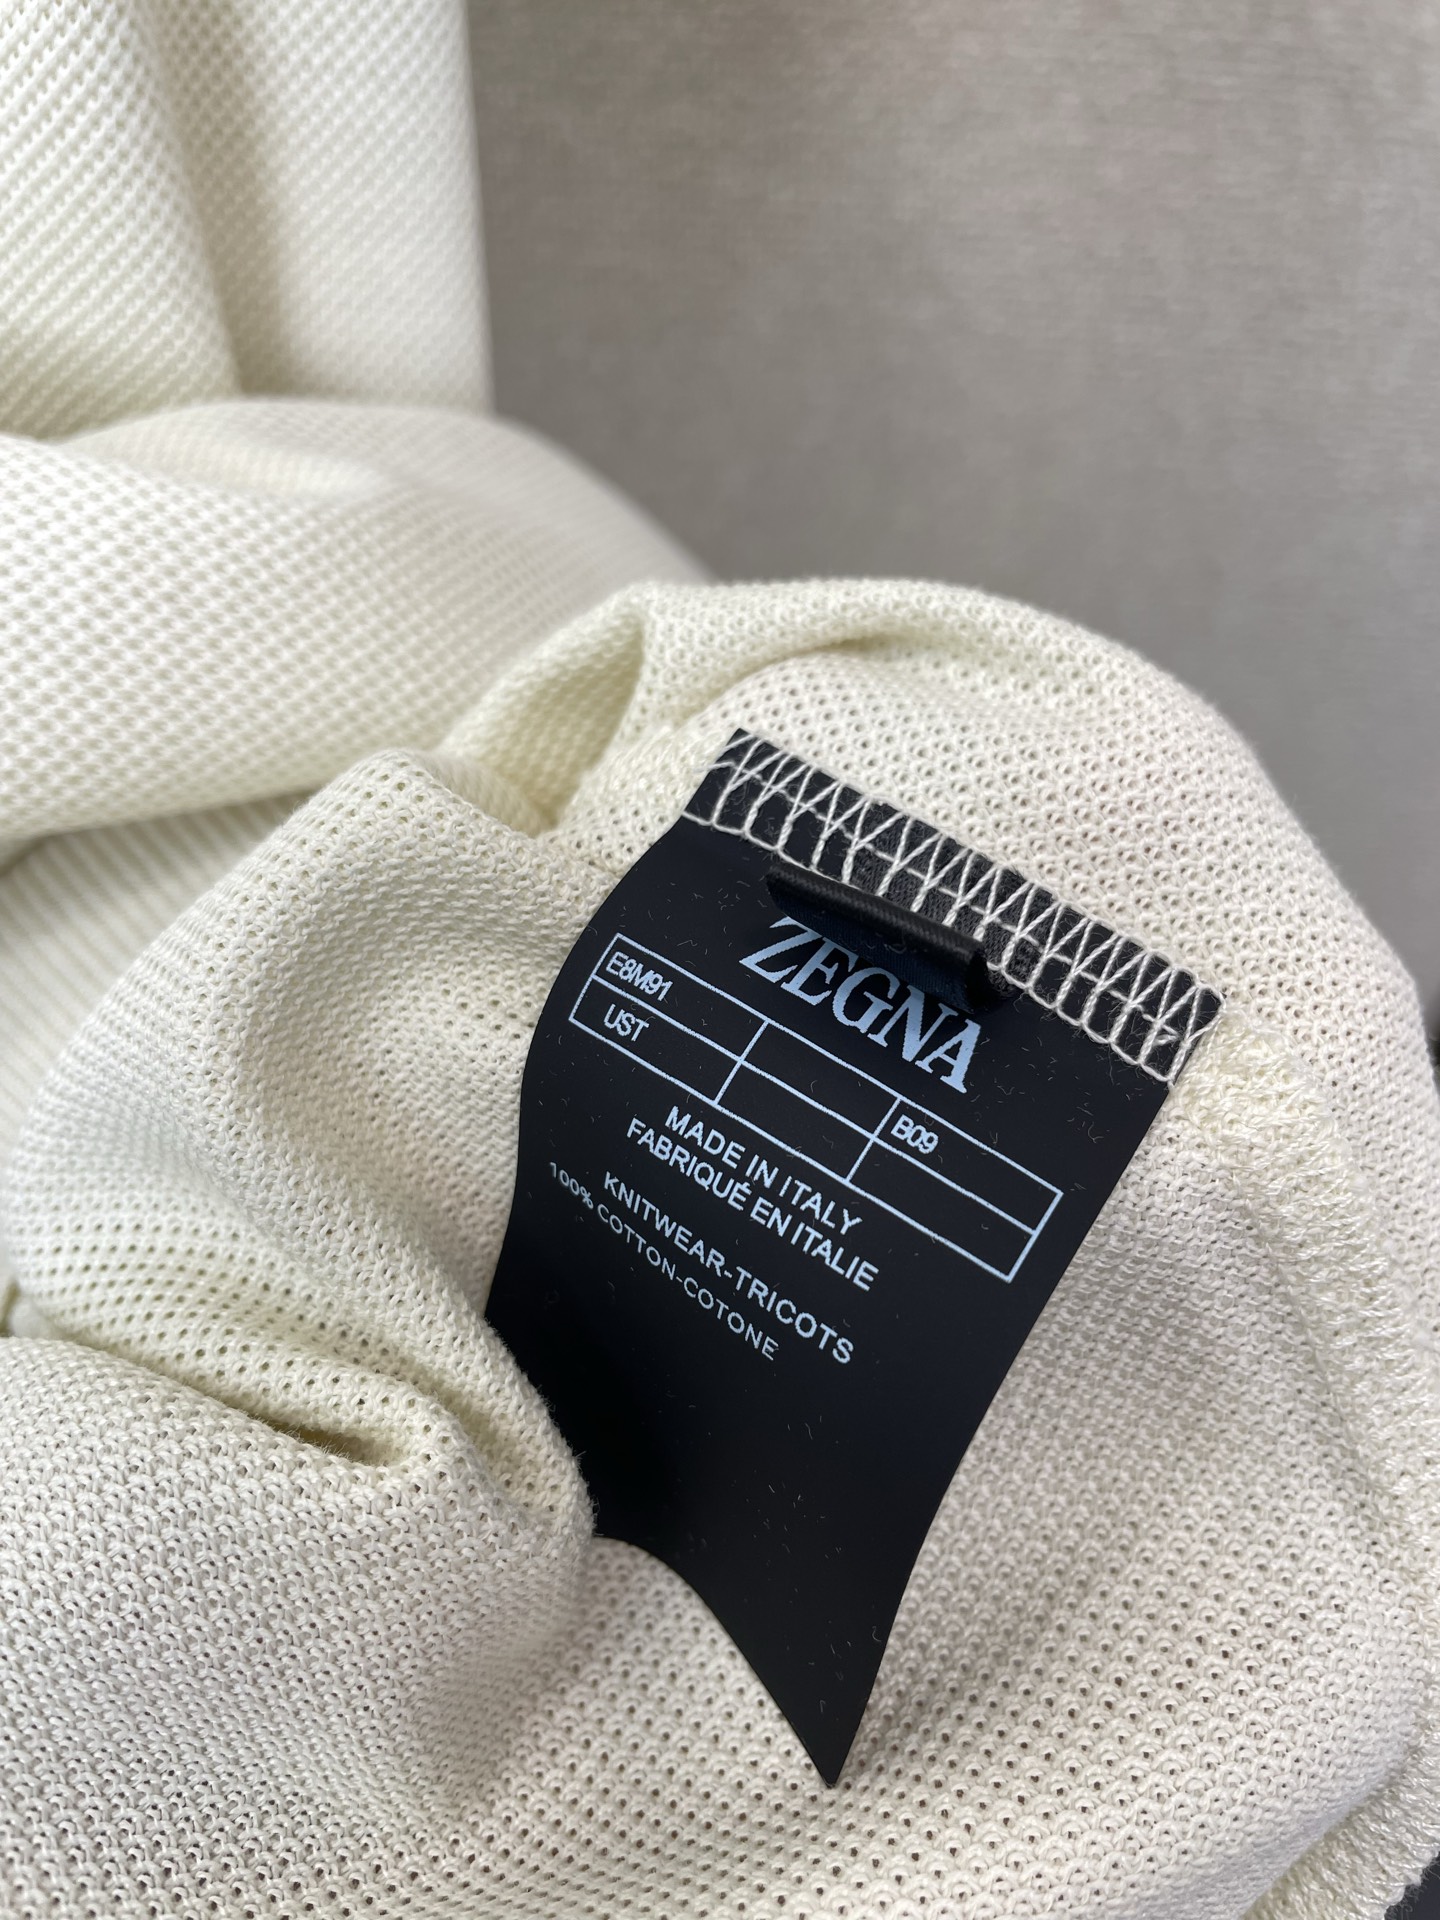 ZEGNA
E8M91 B09
UST
MADE IN ITALY
FABRIQUÉ EN ITALIE
KNITWEAR-TRICOTS
100% COTTON-COTONE